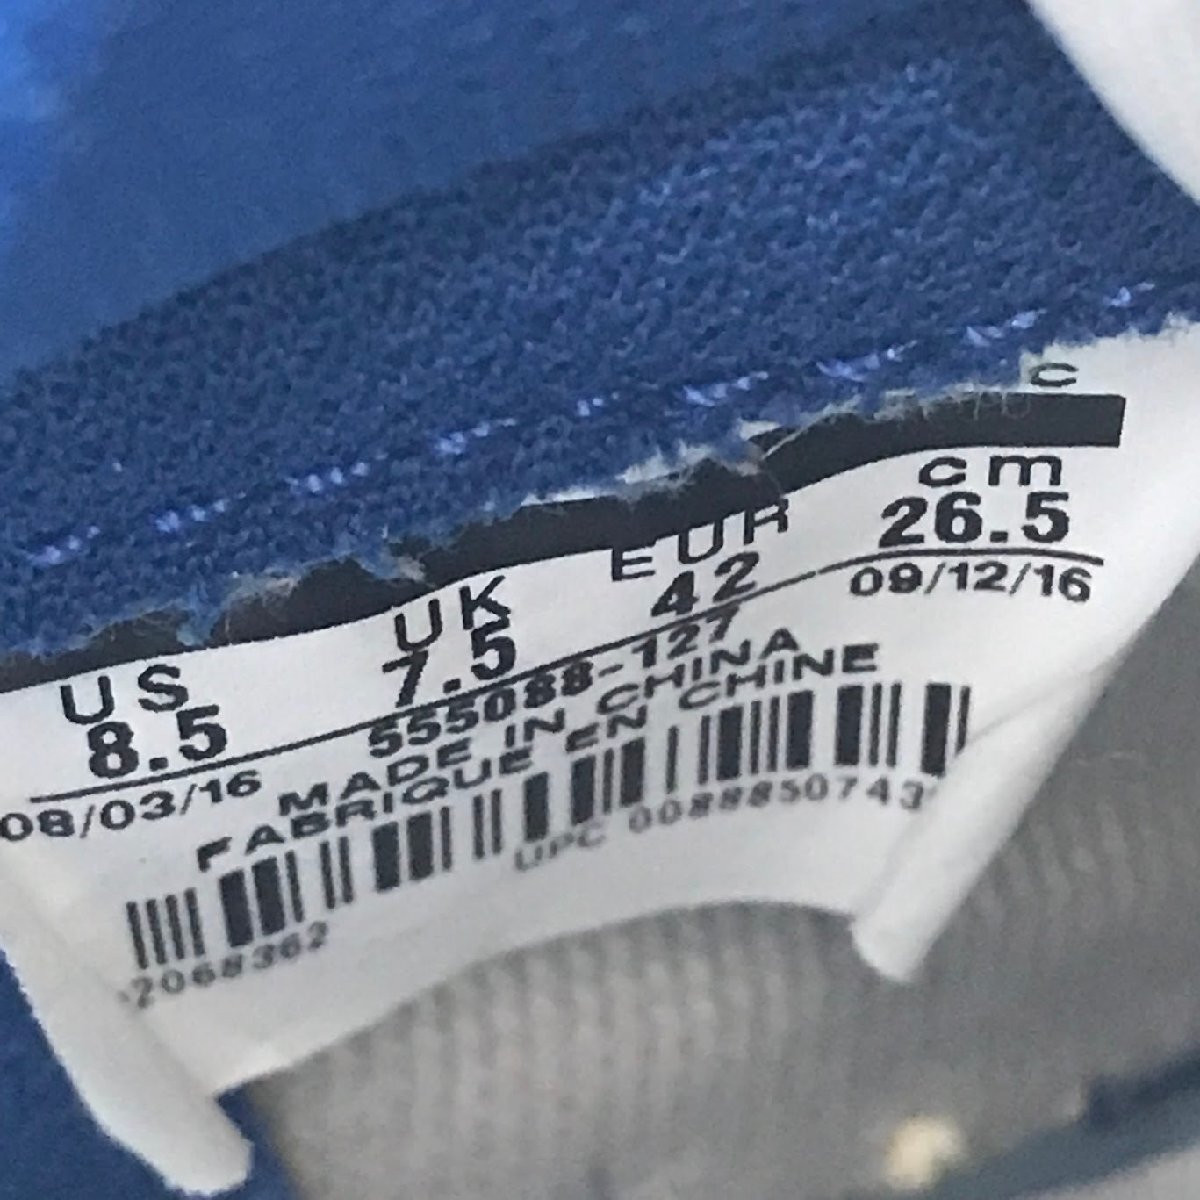 C
US UK EUR cm
8.5 7.5 42 26.5
08/03/16 555088-127 09/12/16
MADE IN CHINA
FABRIQUE EN CHINE
UPC 0088850743
2068362